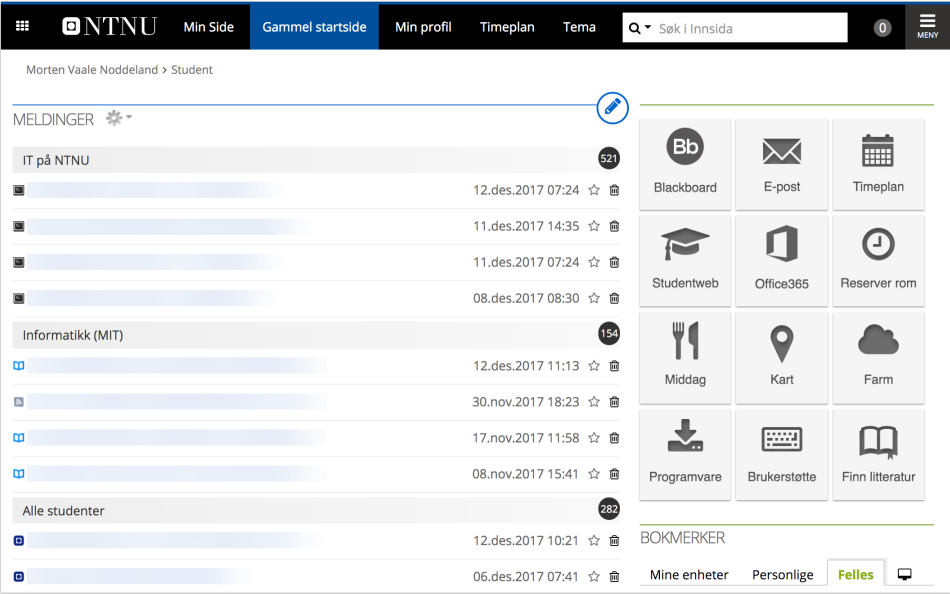 NTNU Min Side Gammel startside Min profil Timeplan Tema Søk i Innsida 0 MENY
Morten Vaale Noddeland > Student
MELDINGER
IT på NTNU 521
12.des.2017 07:24
11.des.2017 14:35
11.des.2017 07:24
08.des.2017 08:30
Informatikk (MIT) 154
12.des.2017 11:13
30.nov.2017 18:23
17.nov.2017 11:58
08.nov.2017 15:41
Alle studenter 282
12.des.2017 10:21
06.des.2017 07:41
Bb
Blackboard E-post Timeplan
Studentweb Office365 Reserver rom
Middag Kart Farm
Programvare Brukerstøtte Finn litteratur
BOKMERKER
Mine enheter Personlige Felles